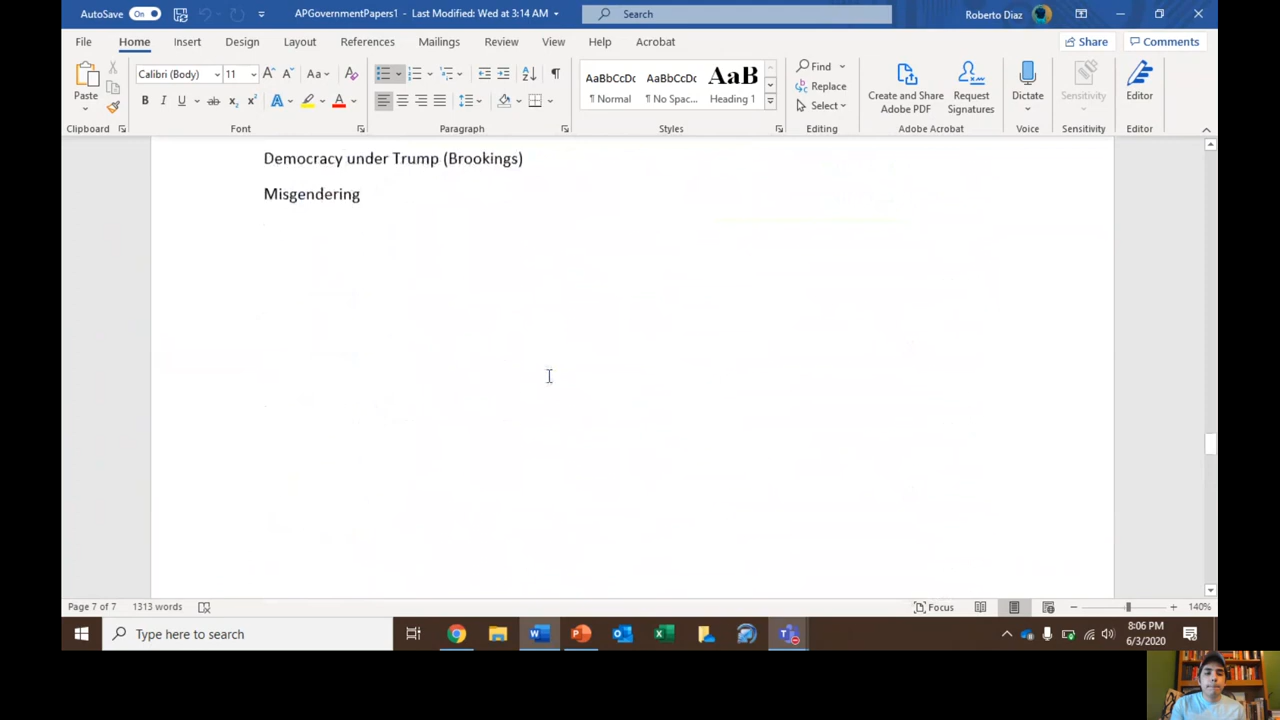 AutoSave On APGovernmentPapers1 - Last Modified: Wed at 3:14 AM Search Roberto Diaz
File Home Insert Design Layout References Mailings Review View Help Acrobat Share Comments
Paste
Calibri (Body) 11 Aa
B I U ab x₂ x² A A
AaBbCcDc AaBbCcDc AaB
¶ Normal ¶ No Spac... Heading 1
Find
Replace
Select
Create and Share Adobe PDF
Request Signatures
Dictate
Sensitivity
Editor
Clipboard Font Paragraph Styles Editing Adobe Acrobat Voice Sensitivity Editor
Democracy under Trump (Brookings)
Misgendering
Page 7 of 7 1313 words Focus 140%
Type here to search
8:06 PM
6/3/2020